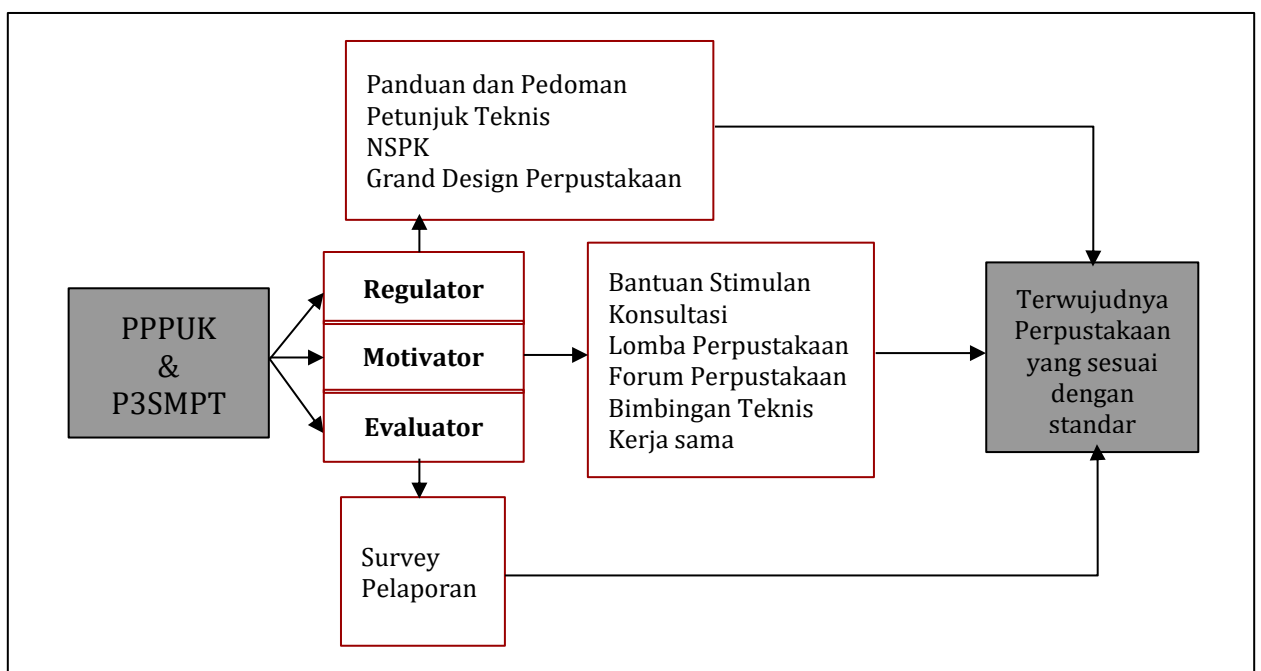 Panduan dan Pedoman
Petunjuk Teknis
NSPK
Grand Design Perpustakaan
PPPUK
&
P3SMPT
Regulator
Motivator
Evaluator
Bantuan Stimulan
Konsultasi
Lomba Perpustakaan
Forum Perpustakaan
Bimbingan Teknis
Kerja sama
Terwujudnya
Perpustakaan
yang sesuai
dengan
standar
Survey
Pelaporan